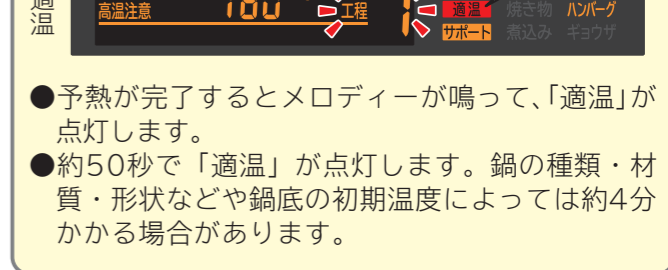 適温
高温注意 180 工程 1 適温 焼き物 ハンバーグ
サポート 煮込み ギョウザ
●予熱が完了するとメロディーが鳴って、「適温」が
点灯します。
●約50秒で「適温」が点灯します。鍋の種類・材
質・形状などや鍋底の初期温度によっては約4分
かかる場合があります。